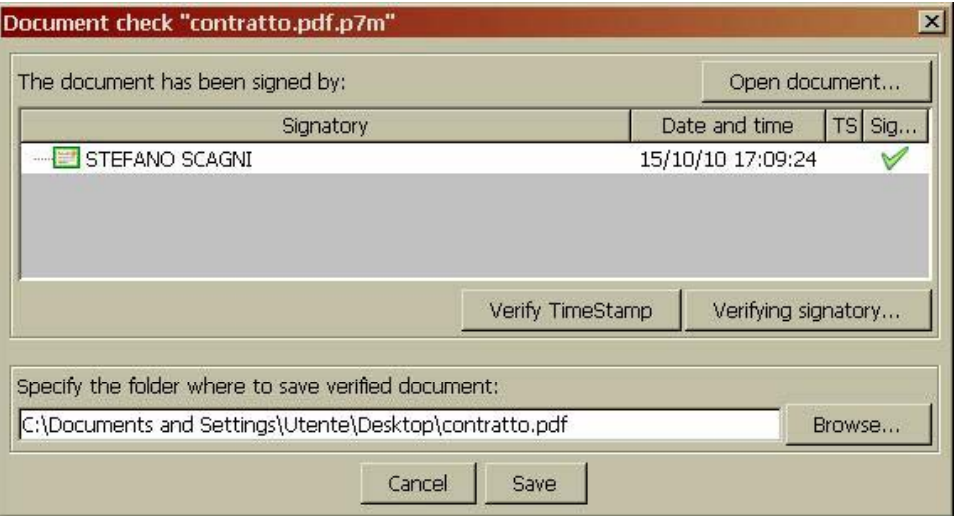 Document check "contratto.pdf.p7m"
The document has been signed by:
Open document...
Signatory Date and time TS Sig...
STEFANO SCAGNI 15/10/10 17:09:24
Verify TimeStamp Verifying signatory...
Specify the folder where to save verified document:
C:\Documents and Settings\Utente\Desktop\contratto.pdf
Browse...
Cancel Save